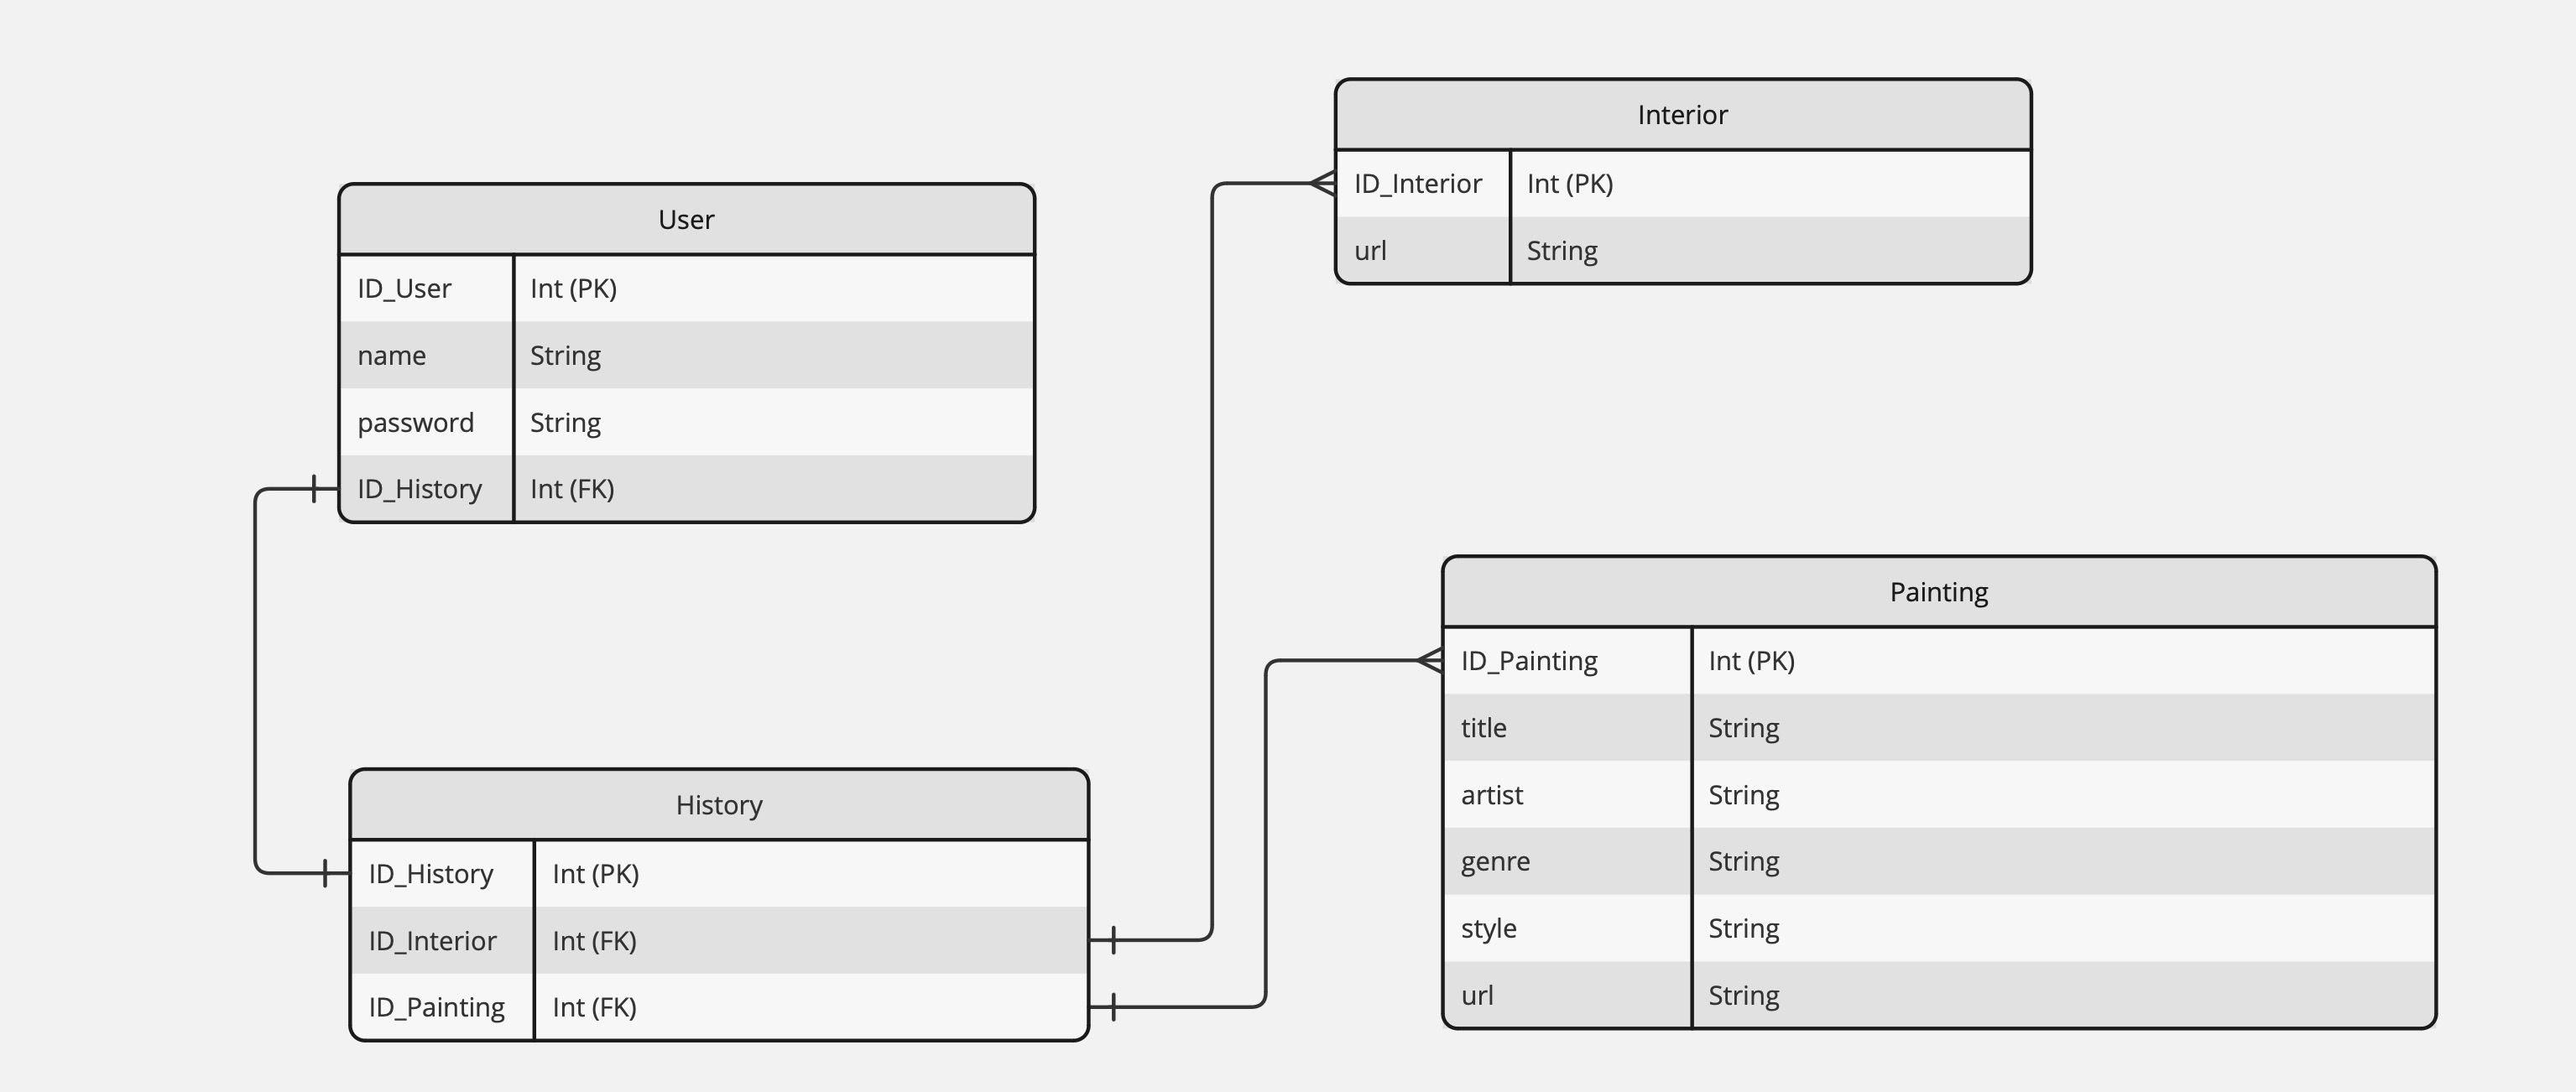 User
ID_User Int (PK)
name String
password String
ID_History Int (FK)
Interior
ID_Interior Int (PK)
url String
History
ID_History Int (PK)
ID_Interior Int (FK)
ID_Painting Int (FK)
Painting
ID_Painting Int (PK)
title String
artist String
genre String
style String
url String